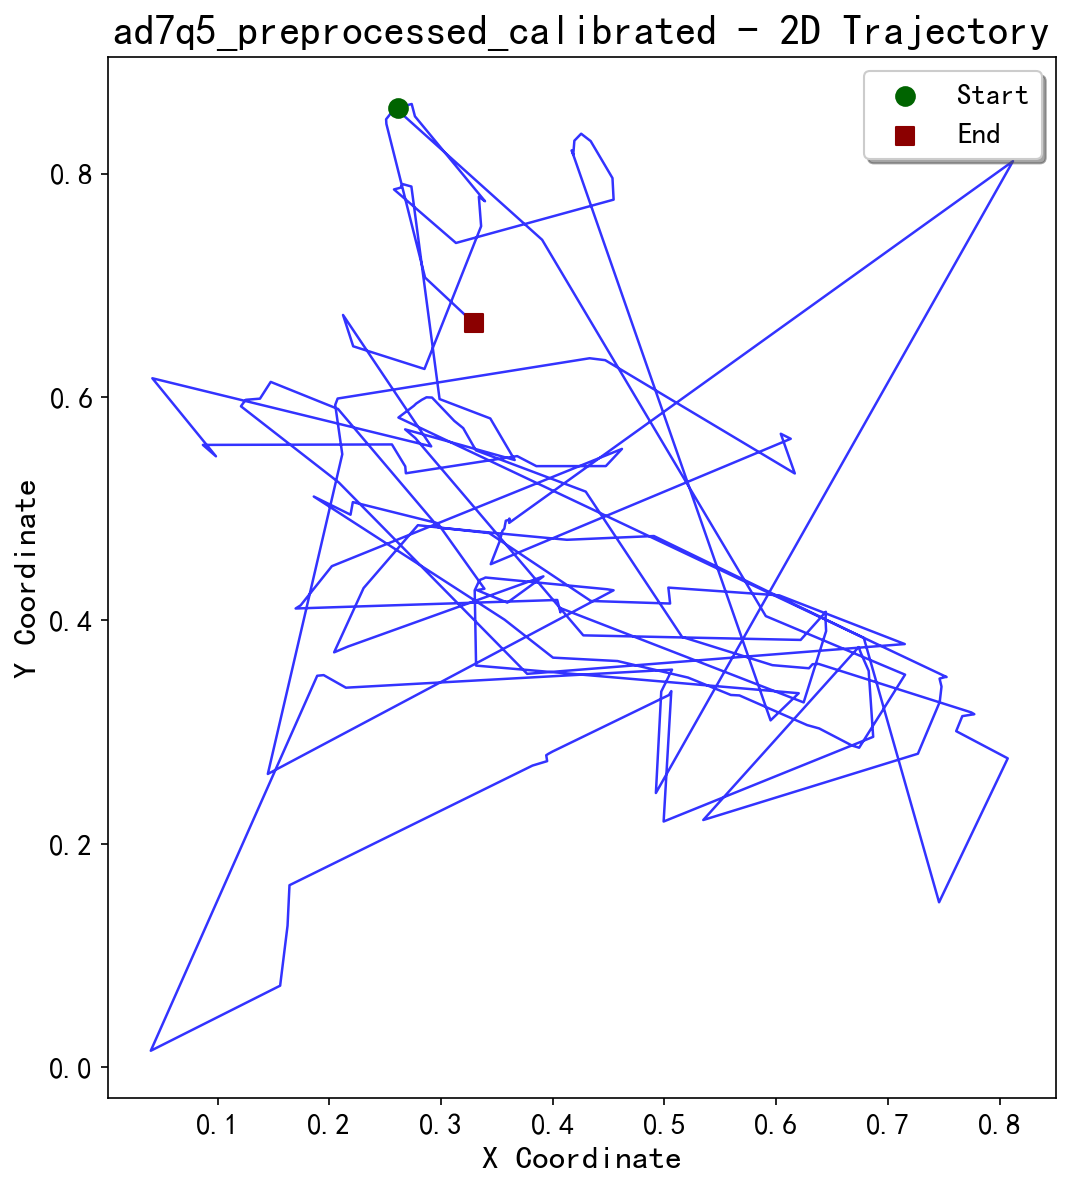 ad7q5_preprocessed_calibrated - 2D Trajectory
Start
End
0.8
0.6
0.4
0.2
0.0
Y Coordinate
0.1 0.2 0.3 0.4 0.5 0.6 0.7 0.8
X Coordinate